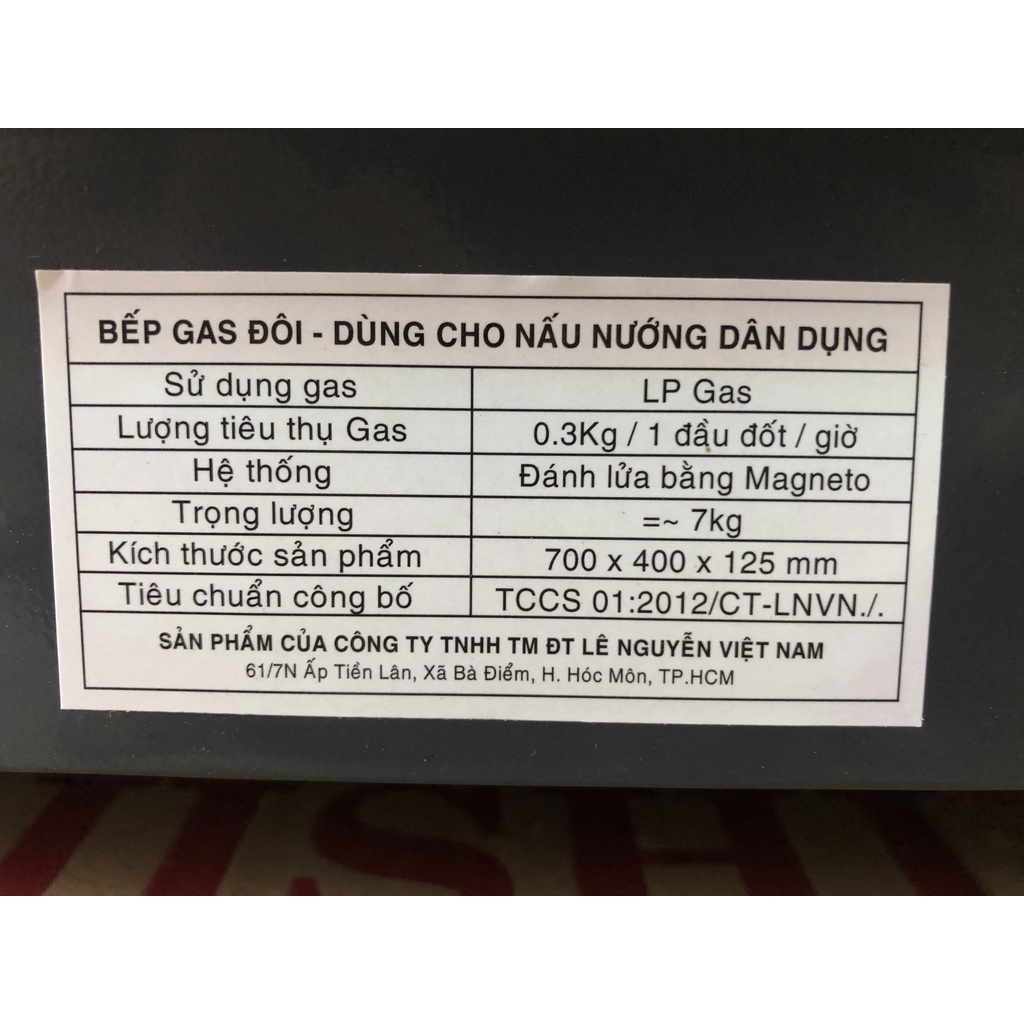 BẾP GAS ĐÔI - DÙNG CHO NẤU NƯỚNG DÂN DỤNG
Sử dụng gas LP Gas
Lượng tiêu thụ Gas 0.3Kg / 1 đầu đốt / giờ
Hệ thống Đánh lửa bằng Magneto
Trọng lượng =~ 7kg
Kích thước sản phẩm 700 x 400 x 125 mm
Tiêu chuẩn công bố TCCS 01:2012/CT-LNVN./.
SẢN PHẨM CỦA CÔNG TY TNHH TM ĐT LÊ NGUYỄN VIỆT NAM
61/7N Ấp Tiền Lân, Xã Bà Điểm, H. Hóc Môn, TP.HCM